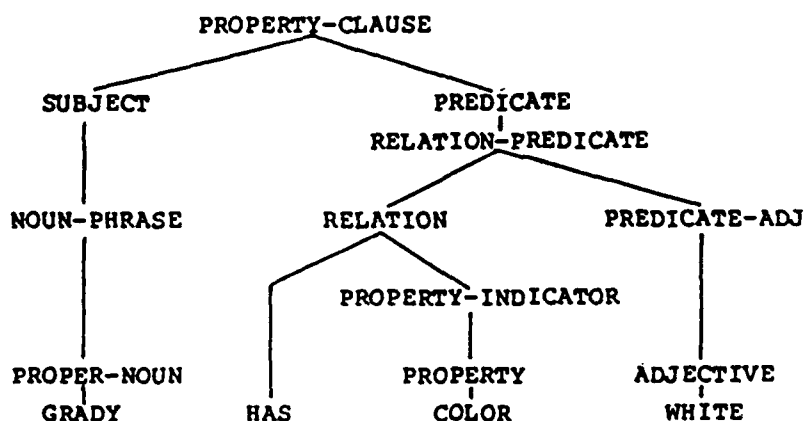 PROPERTY-CLAUSE
SUBJECT PREDICATE
RELATION-PREDICATE
NOUN-PHRASE RELATION PREDICATE-ADJ
PROPERTY-INDICATOR
PROPER-NOUN PROPERTY ADJECTIVE
GRADY HAS COLOR WHITE